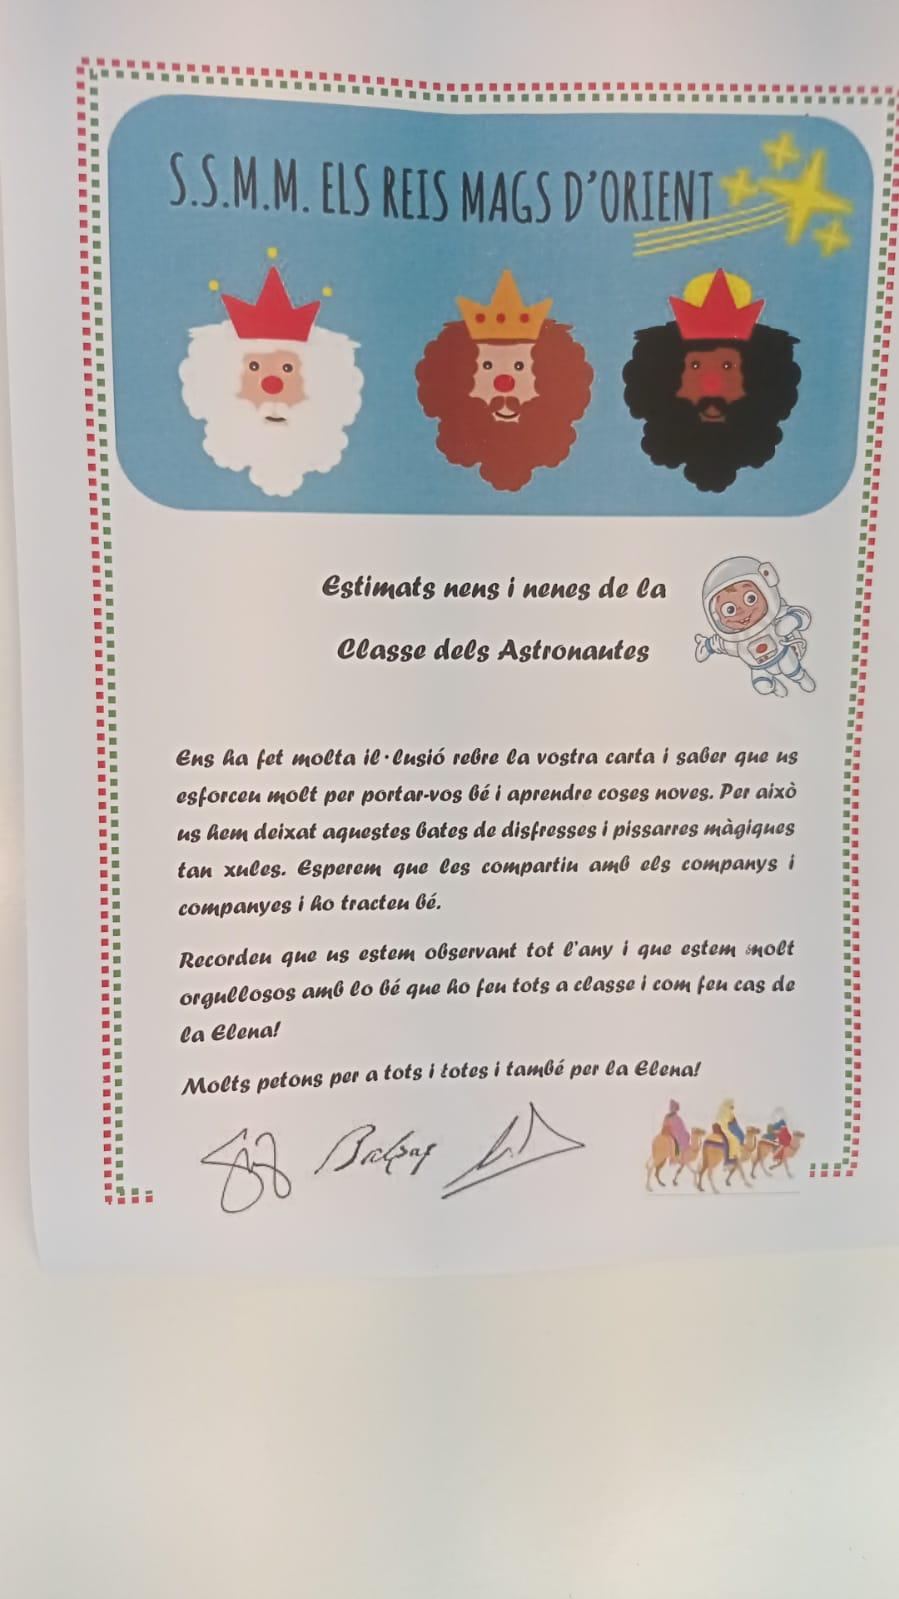 S.S.M.M. ELS REIS MAGS D'ORIENT
Estimats nens i nenes de la
Classe dels Astronautes
Ens ha fet molta il·lusió rebre la vostra carta i saber que us
esforceu molt per portar-vos bé i aprendre coses noves. Per això
us hem deixat aquestes bates de disfresses i pissarres màgiques
tan xules. Esperem que les compartiu amb els companys i
companyes i ho tracteu bé.
Recordeu que us estem observant tot l'any i que estem molt
orgullosos amb lo bé que ho feu tots a classe i com feu cas de
la Elena!
Molts petons per a tots i totes i també per la Elena!